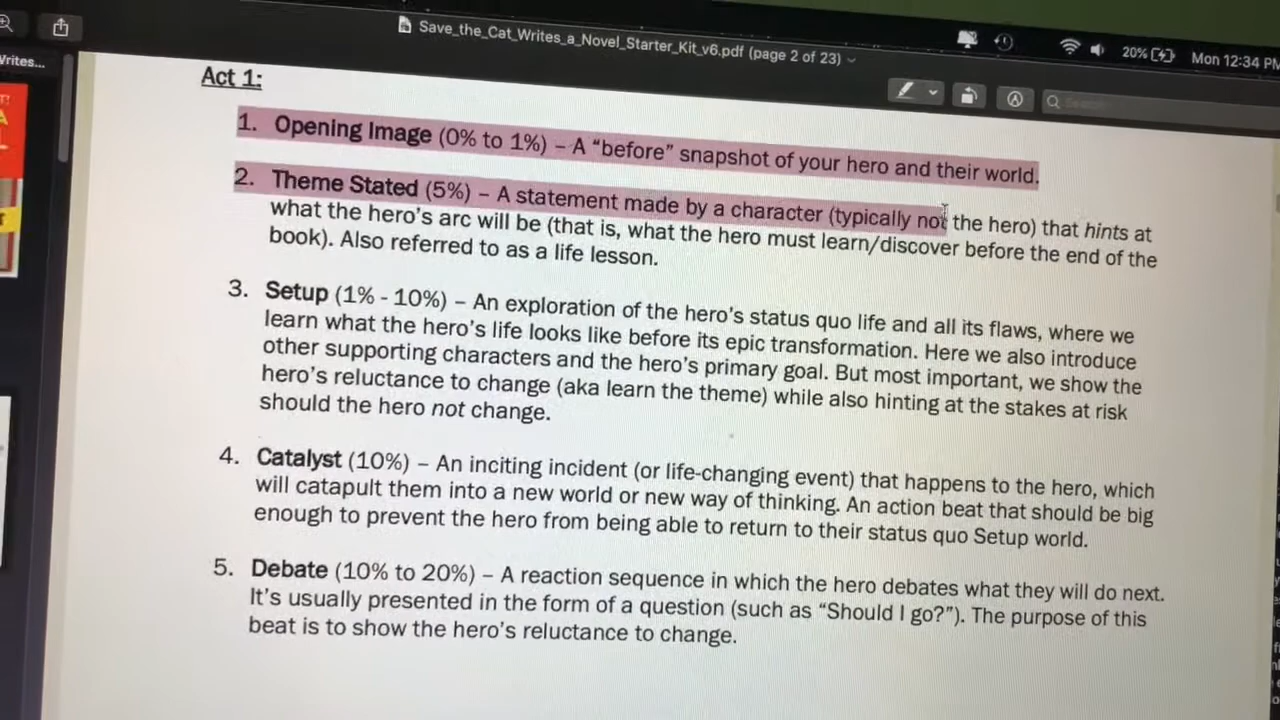 Save_the_Cat_Writes_a_Novel_Starter_Kit_v6.pdf (page 2 of 23)
20%
Mon 12:34 PM
Writes...
Search
Act 1:
1. Opening Image (0% to 1%) – A “before” snapshot of your hero and their world.
2. Theme Stated (5%) – A statement made by a character (typically not the hero) that hints at
what the hero’s arc will be (that is, what the hero must learn/discover before the end of the
book). Also referred to as a life lesson.
3. Setup (1% - 10%) – An exploration of the hero’s status quo life and all its flaws, where we
learn what the hero’s life looks like before its epic transformation. Here we also introduce
other supporting characters and the hero’s primary goal. But most important, we show the
hero’s reluctance to change (aka learn the theme) while also hinting at the stakes at risk
should the hero not change.
4. Catalyst (10%) – An inciting incident (or life-changing event) that happens to the hero, which
will catapult them into a new world or new way of thinking. An action beat that should be big
enough to prevent the hero from being able to return to their status quo Setup world.
5. Debate (10% to 20%) – A reaction sequence in which the hero debates what they will do next.
It’s usually presented in the form of a question (such as “Should I go?”). The purpose of this
beat is to show the hero’s reluctance to change.